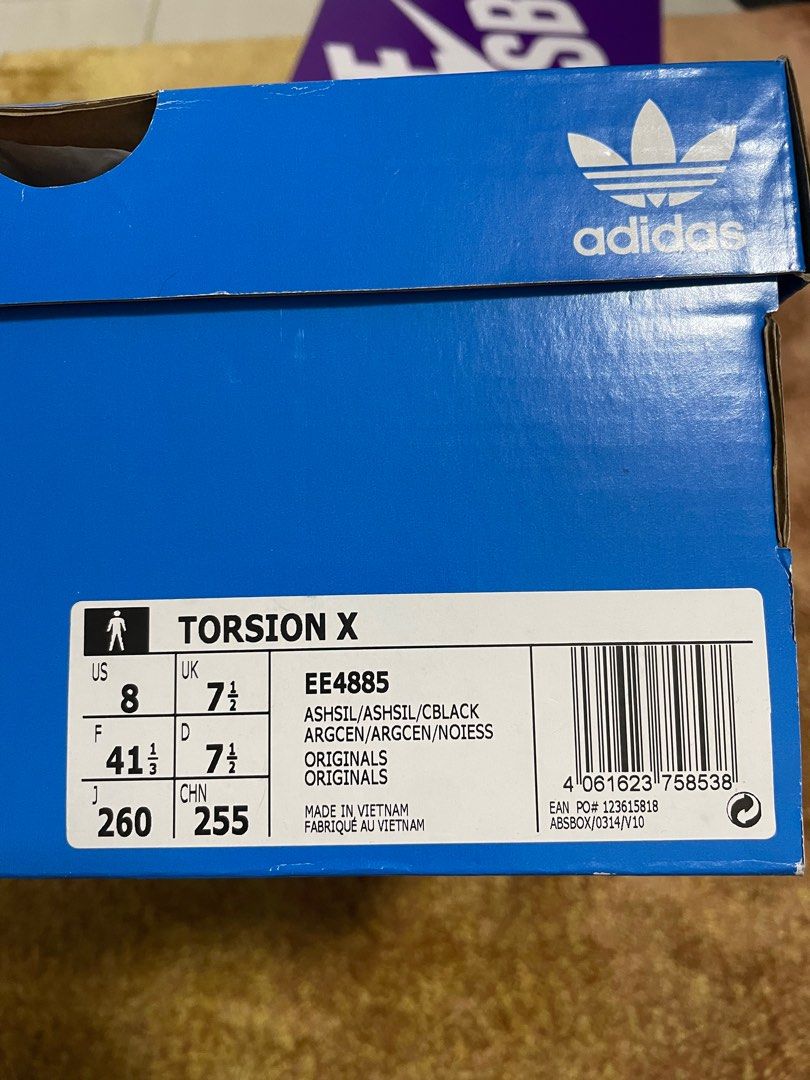 SB
adidas
TORSION X
US 8
UK 7½
F 41⅓
D 7½
J 260
CHN 255
EE4885
ASHSIL/ASHSIL/CBLACK
ARGCEN/ARGCEN/NOIESS
ORIGINALS
ORIGINALS
MADE IN VIETNAM
FABRIQUÉ AU VIETNAM
4 061623 758538
EAN PO# 123615818
ABSBOX/0314/V10